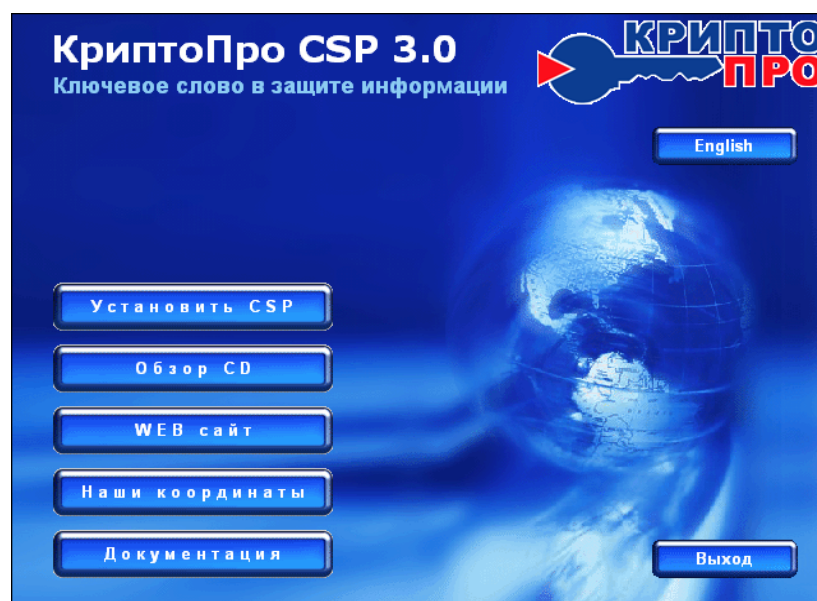 КриптоПро CSP 3.0
Ключевое слово в защите информации
КРИПТО
ПРО
English
Установить CSP
Обзор CD
WEB сайт
Наши координаты
Документация
Выход